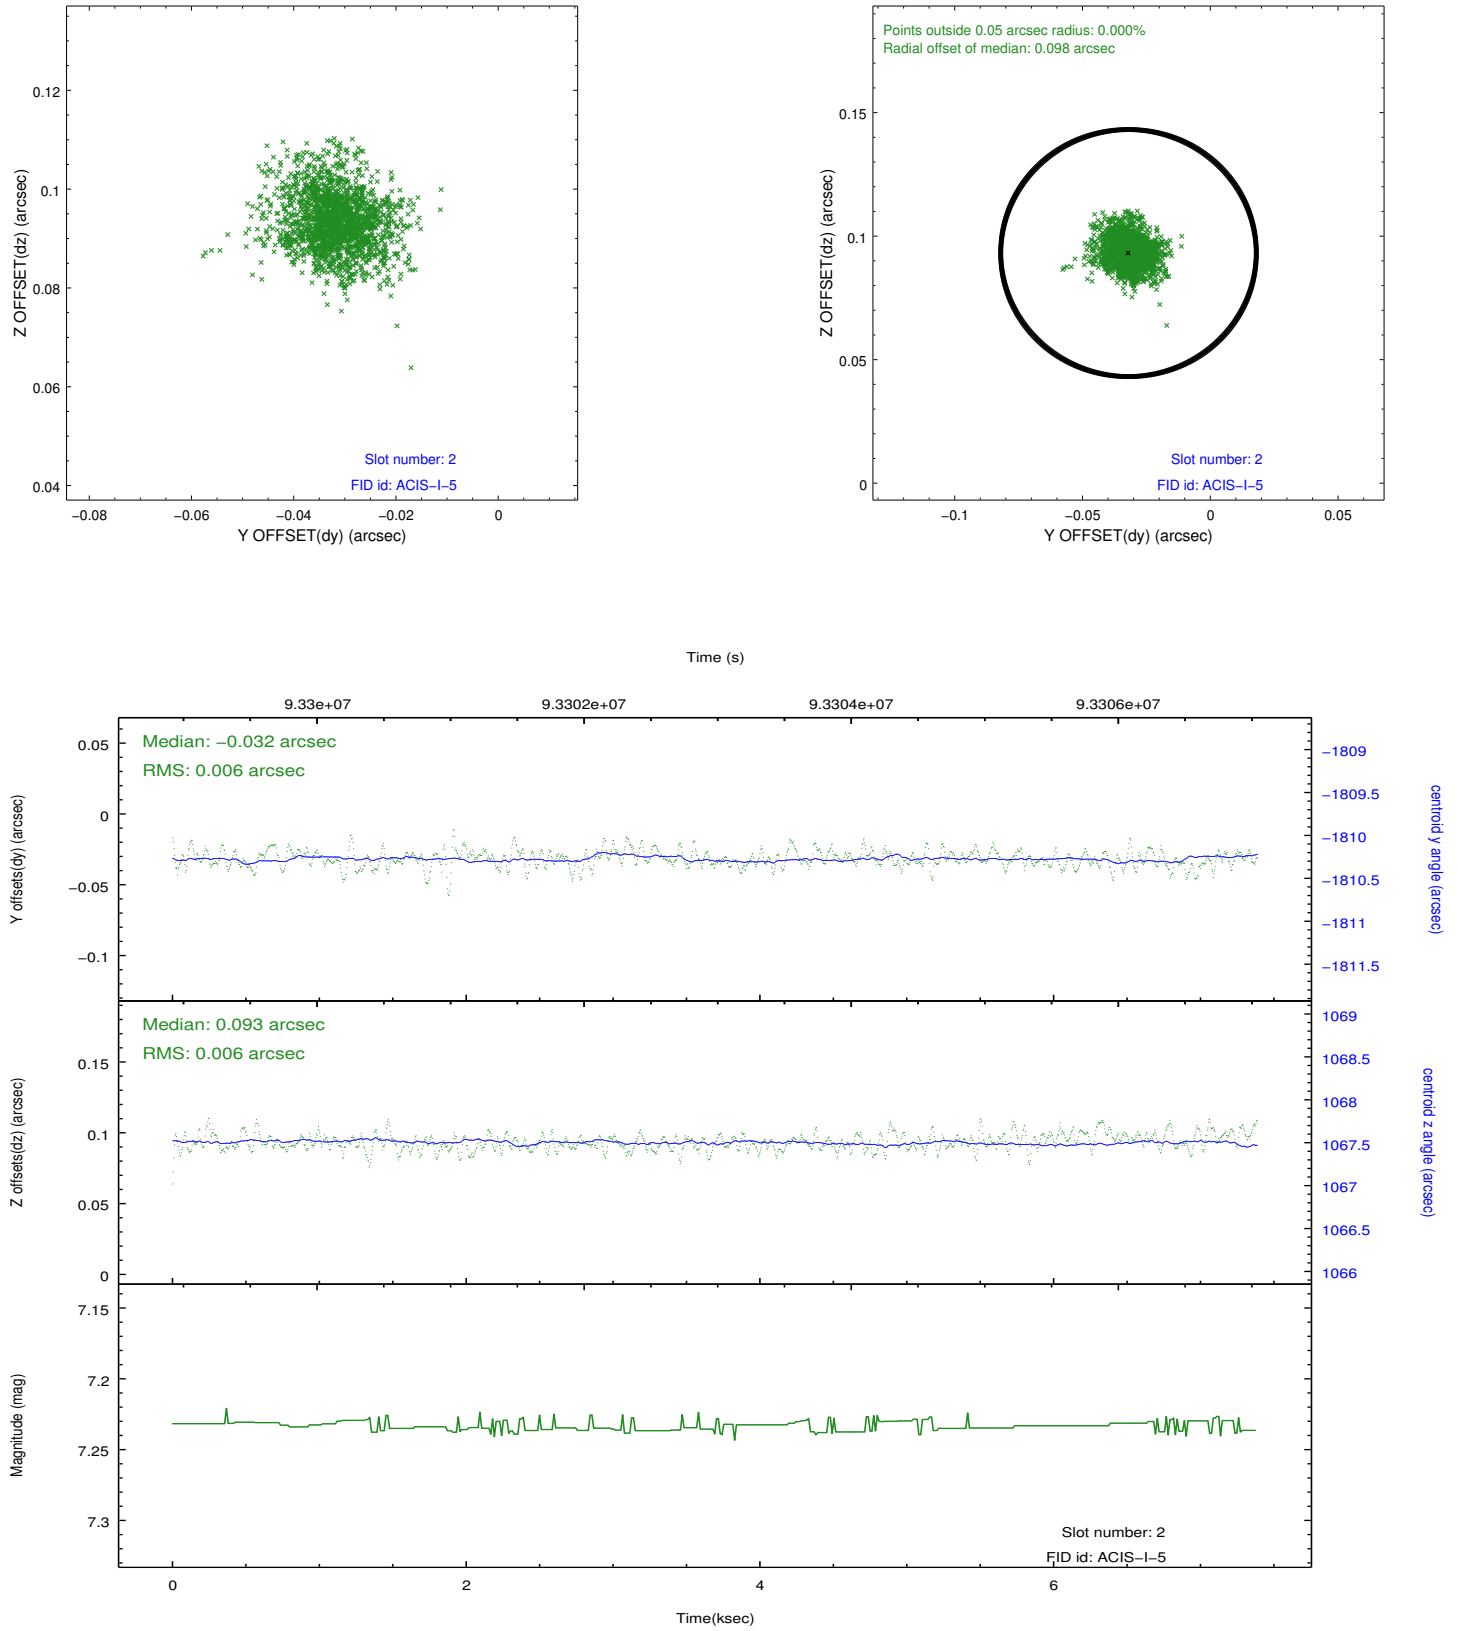 0.12
0.1
0.08
0.06
0.04
Z OFFSET(dz) (arcsec)
Slot number: 2
FID id: ACIS−I−5
−0.08
−0.06
−0.04
−0.02
0
Y OFFSET(dy) (arcsec)
Points outside 0.05 arcsec radius: 0.000%
Radial offset of median: 0.098 arcsec
0.15
0.1
0.05
0
Z OFFSET(dz) (arcsec)
Slot number: 2
FID id: ACIS−I−5
−0.1
−0.05
0
0.05
Y OFFSET(dy) (arcsec)
Time (s)
9.33e+07
9.3302e+07
9.3304e+07
9.3306e+07
Median: −0.032 arcsec
RMS: 0.006 arcsec
0.05
0
−0.05
−0.1
Y offsets(dy) (arcsec)
−1809
−1809.5
−1810
−1810.5
−1811
−1811.5
centroid y angle (arcsec)
Median: 0.093 arcsec
RMS: 0.006 arcsec
0.15
0.1
0.05
0
Z offsets(dz) (arcsec)
1069
1068.5
1068
1067.5
1067
1066.5
1066
centroid z angle (arcsec)
7.15
7.2
7.25
7.3
Magnitude (mag)
Slot number: 2
FID id: ACIS−I−5
0
2
4
6
Time(ksec)